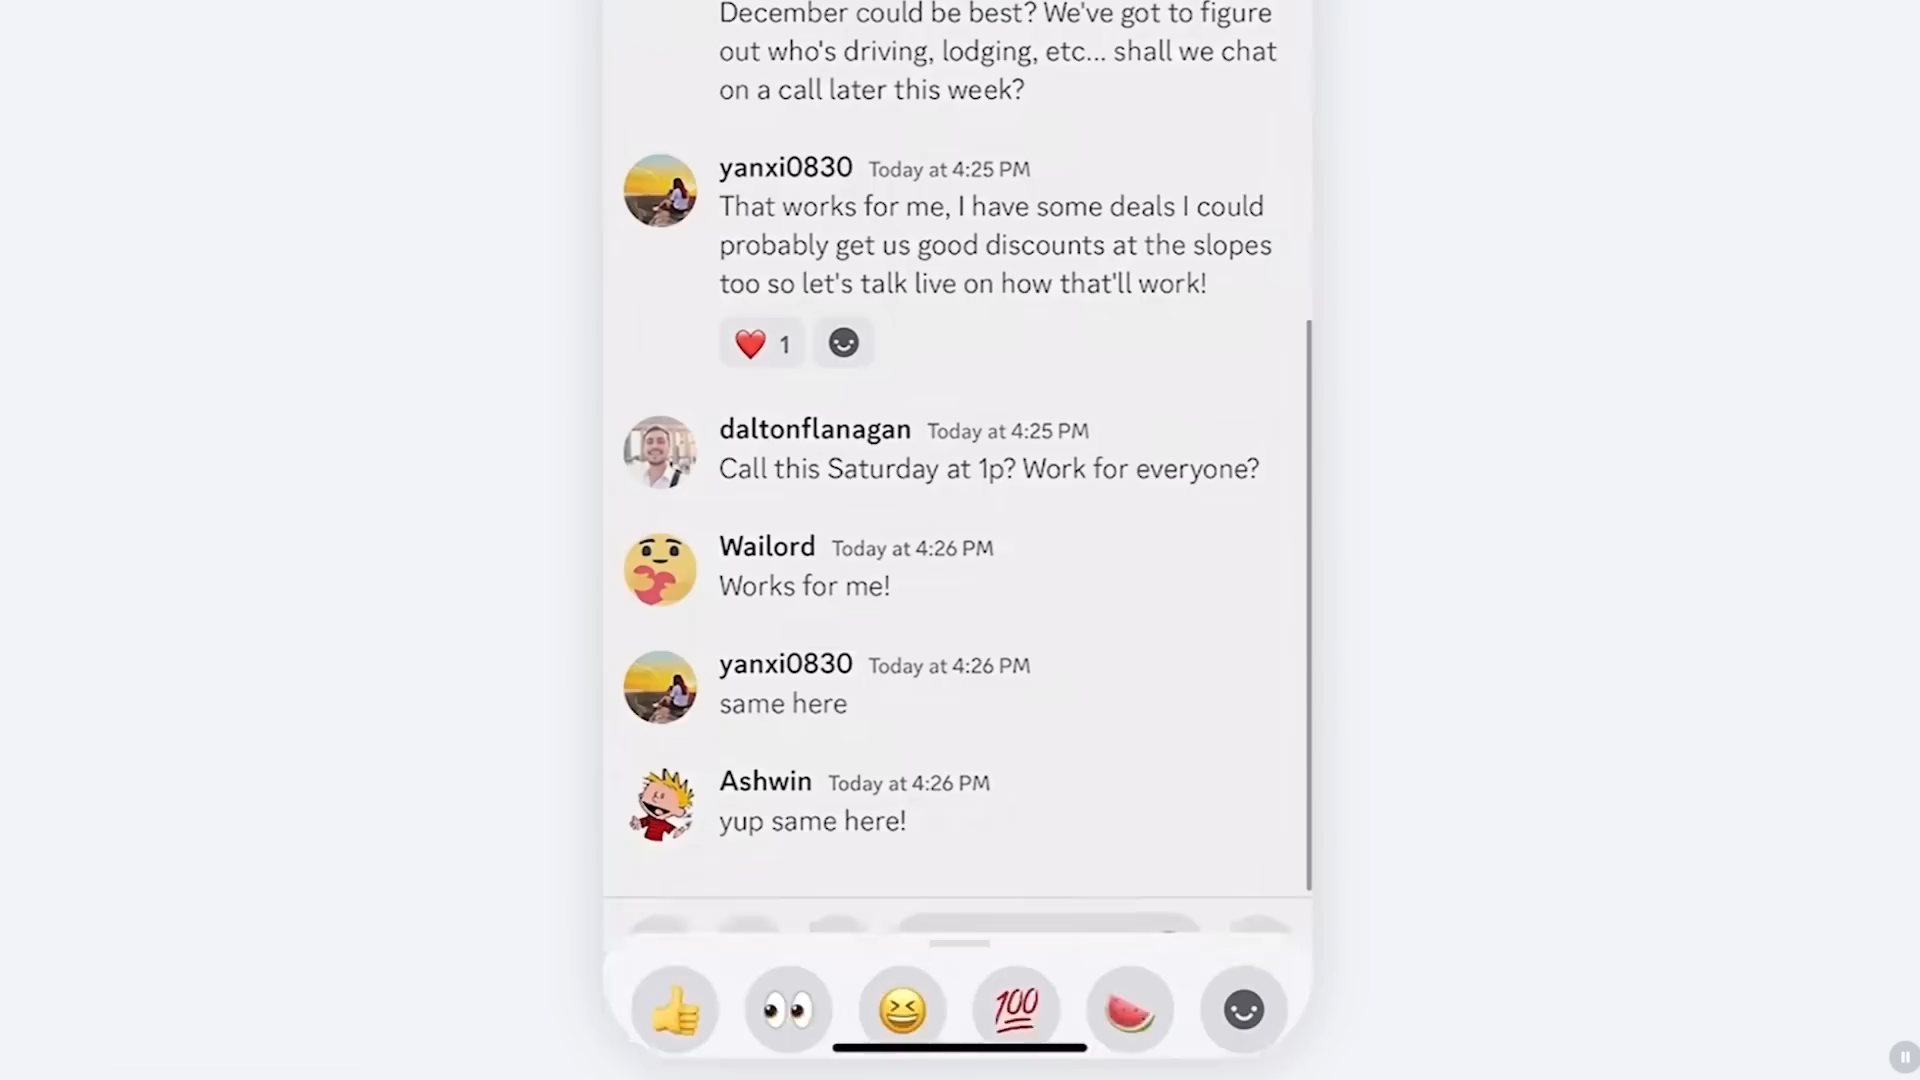 December could be best? We've got to figure
out who's driving, lodging, etc... shall we chat
on a call later this week?
yanxi0830 Today at 4:25 PM
That works for me, I have some deals I could
probably get us good discounts at the slopes
too so let's talk live on how that'll work!
❤️ 1
daltonflanagan Today at 4:25 PM
Call this Saturday at 1p? Work for everyone?
Wailord Today at 4:26 PM
Works for me!
yanxi0830 Today at 4:26 PM
same here
Ashwin Today at 4:26 PM
yup same here!
💯